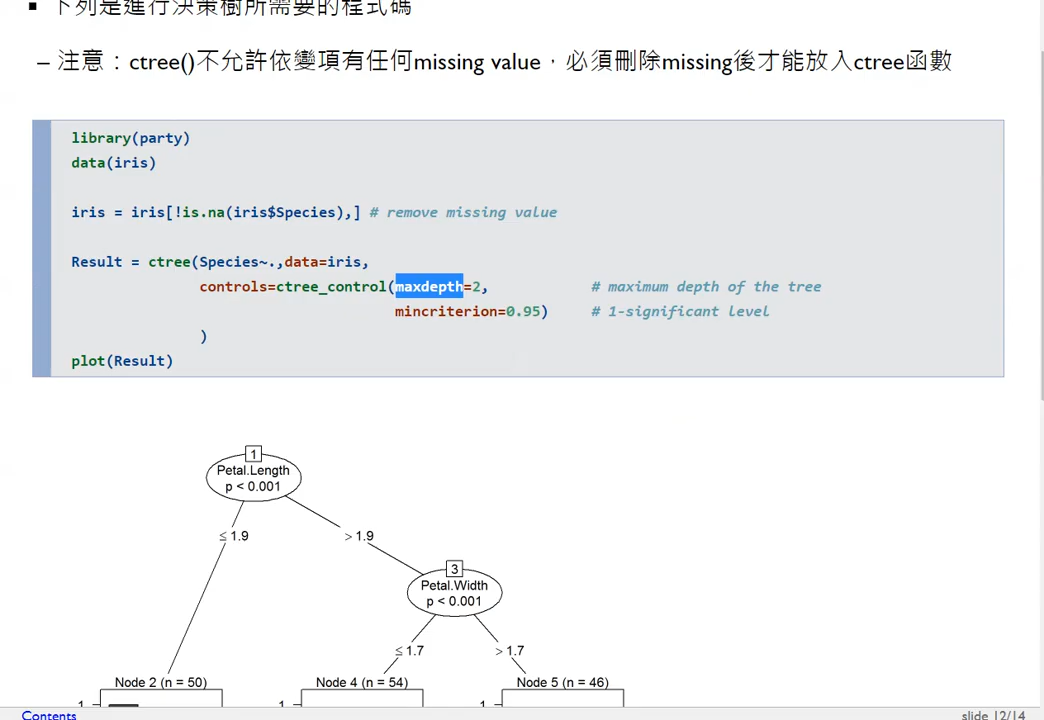 ▪ 下列是進行決策樹所需要的程式碼
– 注意：ctree()不允許依變項有任何missing value，必須刪除missing後才能放入ctree函數
library(party)
data(iris)
iris = iris[!is.na(iris$Species),] # remove missing value
Result = ctree(Species~.,data=iris,
controls=ctree_control(maxdepth=2, # maximum depth of the tree
mincriterion=0.95) # 1-significant level
)
plot(Result)
1
Petal.Length
p < 0.001
≤ 1.9 > 1.9
3
Petal.Width
p < 0.001
≤ 1.7 > 1.7
Node 2 (n = 50) Node 4 (n = 54) Node 5 (n = 46)
1 1 1
Contents slide 12/14